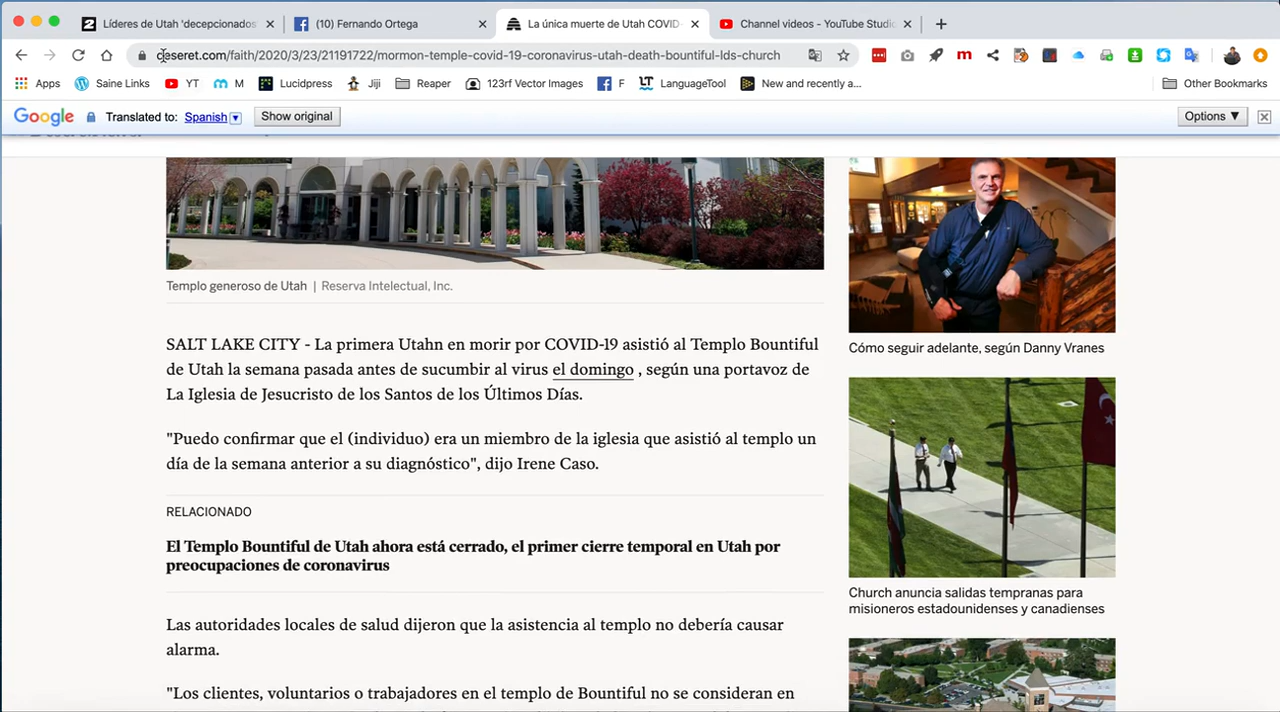 Líderes de Utah 'decepcionados'
(10) Fernando Ortega
La única muerte de Utah COVID-
Channel videos - YouTube Studio
deseret.com/faith/2020/3/23/21191722/mormon-temple-covid-19-coronavirus-utah-death-bountiful-lds-church
Apps
Saine Links
YT
M
Lucidpress
Jiji
Reaper
123rf Vector Images
F
LanguageTool
New and recently a...
Other Bookmarks
Google
Translated to: Spanish
Show original
Options ▼
Templo generoso de Utah | Reserva Intelectual, Inc.
SALT LAKE CITY - La primera Utahn en morir por COVID-19 asistió al Templo Bountiful
de Utah la semana pasada antes de sucumbir al virus el domingo , según una portavoz de
La Iglesia de Jesucristo de los Santos de los Últimos Días.
"Puedo confirmar que el (individuo) era un miembro de la iglesia que asistió al templo un
día de la semana anterior a su diagnóstico", dijo Irene Caso.
RELACIONADO
El Templo Bountiful de Utah ahora está cerrado, el primer cierre temporal en Utah por
preocupaciones de coronavirus
Las autoridades locales de salud dijeron que la asistencia al templo no debería causar
alarma.
"Los clientes, voluntarios o trabajadores en el templo de Bountiful no se consideran en
Cómo seguir adelante, según Danny Vranes
Church anuncia salidas tempranas para
misioneros estadounidenses y canadienses